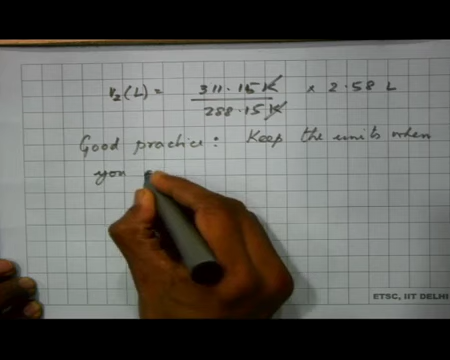 V₂(L) = 311.15 K / 288.15 K × 2.58 L
Good practice : Keep the units when
you
ETSC, IIT DELHI